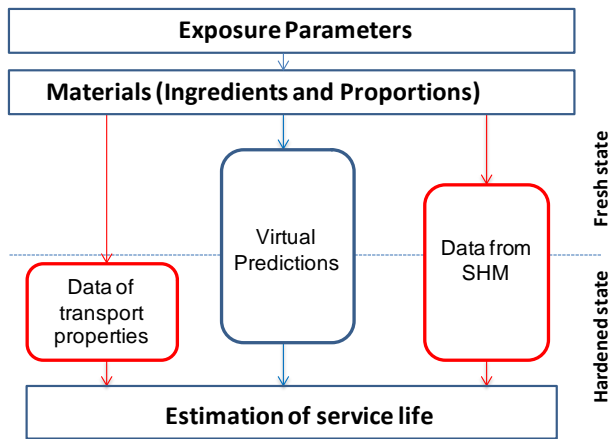 Exposure Parameters
Materials (Ingredients and Proportions)
Fresh state
Virtual
Predictions
Data from
SHM
Data of
transport
properties
Hardened state
Estimation of service life